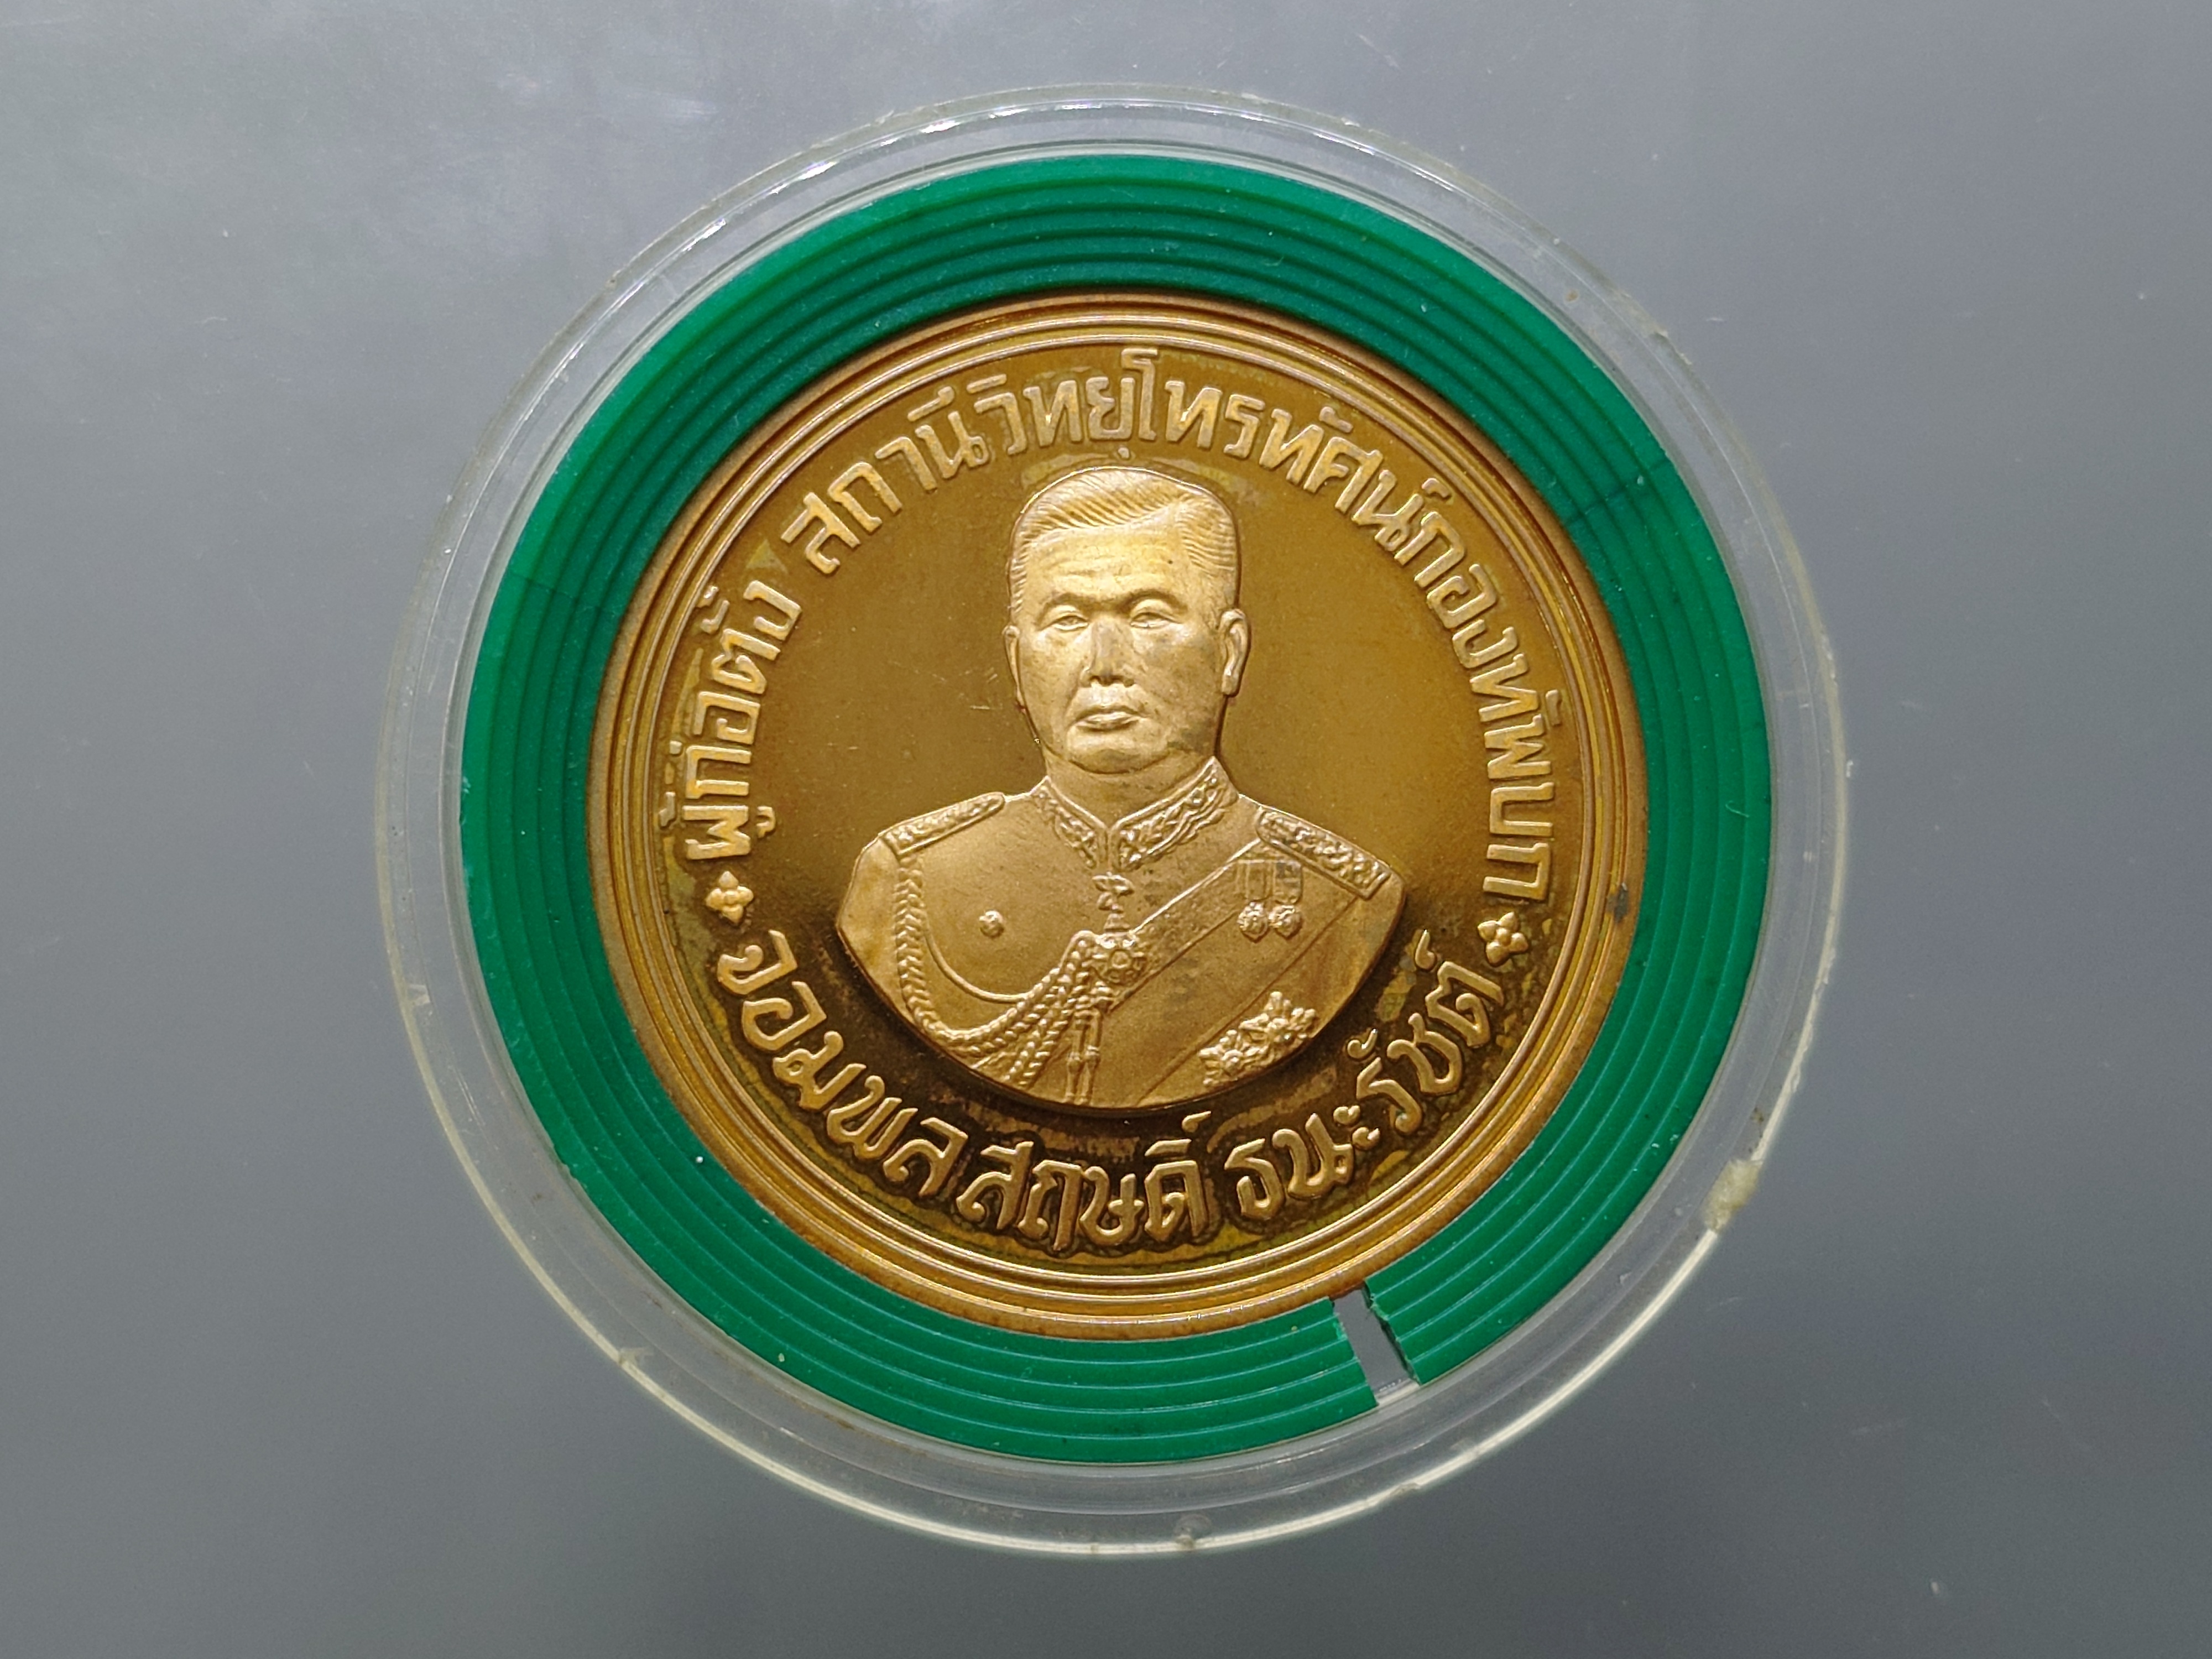 ผู้ก่อตั้ง สถานีวิทยุโทรทัศน์กองทัพบก
จอมพลสฤษดิ์ ธนะรัชต์